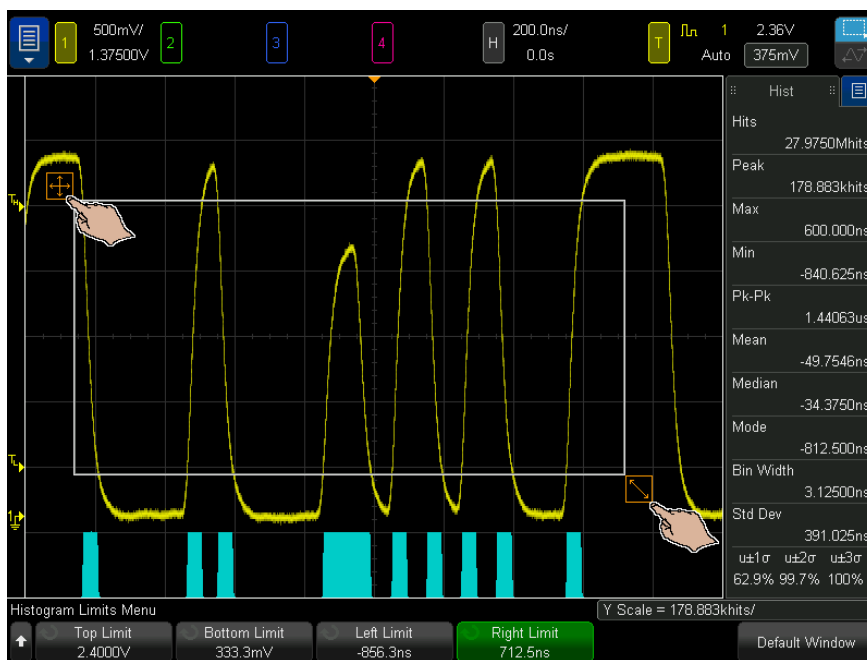 1 500mV/ 2 3 4 H 200.0ns/ T 1 2.36V
1.37500V 0.0s Auto 375mV
Hist
Hits
27.9750Mhits
Peak
178.883khits
Max
600.000ns
Min
-840.625ns
Pk-Pk
1.44063us
Mean
-49.7546ns
Median
-34.3750ns
Mode
-812.500ns
Bin Width
3.12500ns
Std Dev
391.025ns
u±1σ u±2σ u±3σ
62.9% 99.7% 100%
TH
TL
1
Histogram Limits Menu Y Scale = 178.883khits/
Top Limit Bottom Limit Left Limit Right Limit Default Window
2.4000V 333.3mV -856.3ns 712.5ns